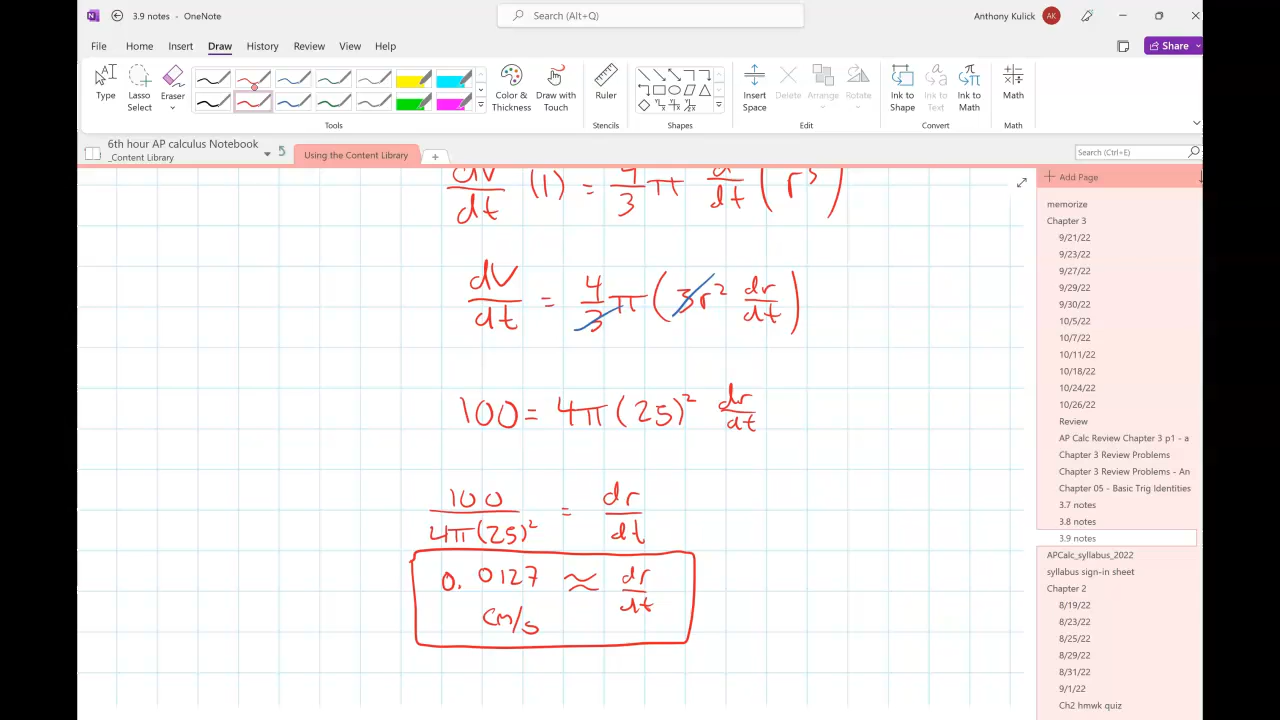 3.9 notes - OneNote
Search (Alt+Q)
Anthony Kulick
AK
File Home Insert Draw History Review View Help
Share
Type
Lasso Select
Eraser
Color & Thickness
Draw with Touch
Ruler
Insert Space
Delete
Arrange
Rotate
Ink to Shape
Ink to Text
Ink to Math
Math
Tools
Stencils
Shapes
Edit
Convert
Math
6th hour AP calculus Notebook
_Content Library
Using the Content Library
+
Search (Ctrl+E)
dV/dt (1) = 4/3 π d/dt (r³)
dV/dt = 4/3 π (3r² dr/dt)
100 = 4π(25)² dr/dt
100/4π(25)² = dr/dt
0.0127 ≈ dr/dt
cm/s
Add Page
memorize
Chapter 3
9/21/22
9/23/22
9/27/22
9/29/22
9/30/22
10/5/22
10/7/22
10/11/22
10/18/22
10/24/22
10/26/22
Review
AP Calc Review Chapter 3 p1 - a
Chapter 3 Review Problems
Chapter 3 Review Problems - An
Chapter 05 - Basic Trig Identities
3.7 notes
3.8 notes
3.9 notes
APCalc_syllabus_2022
syllabus sign-in sheet
Chapter 2
8/19/22
8/23/22
8/25/22
8/29/22
8/31/22
9/1/22
Ch2 hmwk quiz